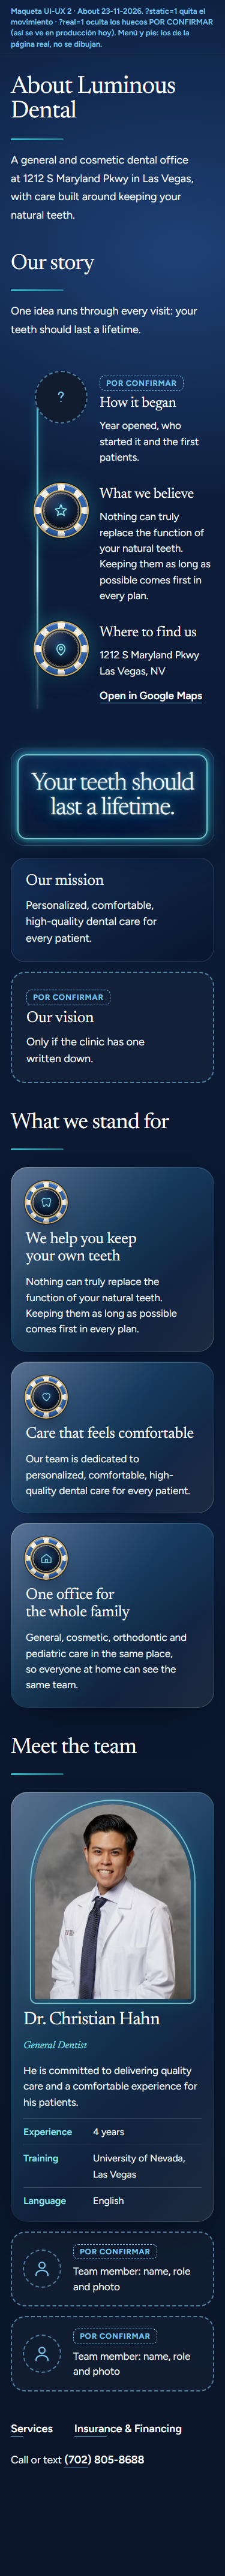 Maqueta UI-UX 2 · About 23-11-2026. ?static=1 quita el
movimiento · ?real=1 oculta los huecos POR CONFIRMAR
(así se ve en producción hoy). Menú y pie: los de la
página real, no se dibujan.
About Luminous
Dental
A general and cosmetic dental office
at 1212 S Maryland Pkwy in Las Vegas,
with care built around keeping your
natural teeth.
Our story
One idea runs through every visit: your
teeth should last a lifetime.
?
POR CONFIRMAR
How it began
Year opened, who
started it and the first
patients.
What we believe
Nothing can truly
replace the function of
your natural teeth.
Keeping them as long as
possible comes first in
every plan.
Where to find us
1212 S Maryland Pkwy
Las Vegas, NV
Open in Google Maps
Your teeth should
last a lifetime.
Our mission
Personalized, comfortable,
high-quality dental care for
every patient.
POR CONFIRMAR
Our vision
Only if the clinic has one
written down.
What we stand for
We help you keep
your own teeth
Nothing can truly replace the
function of your natural teeth.
Keeping them as long as possible
comes first in every plan.
Care that feels comfortable
Our team is dedicated to
personalized, comfortable, high-
quality dental care for every patient.
One office for
the whole family
General, cosmetic, orthodontic and
pediatric care in the same place,
so everyone at home can see the
same team.
Meet the team
Dr. Christian Hahn
General Dentist
He is committed to delivering quality
care and a comfortable experience for
his patients.
Experience 4 years
Training University of Nevada,
Las Vegas
Language English
POR CONFIRMAR
Team member: name, role
and photo
POR CONFIRMAR
Team member: name, role
and photo
Services Insurance & Financing
Call or text (702) 805-8688